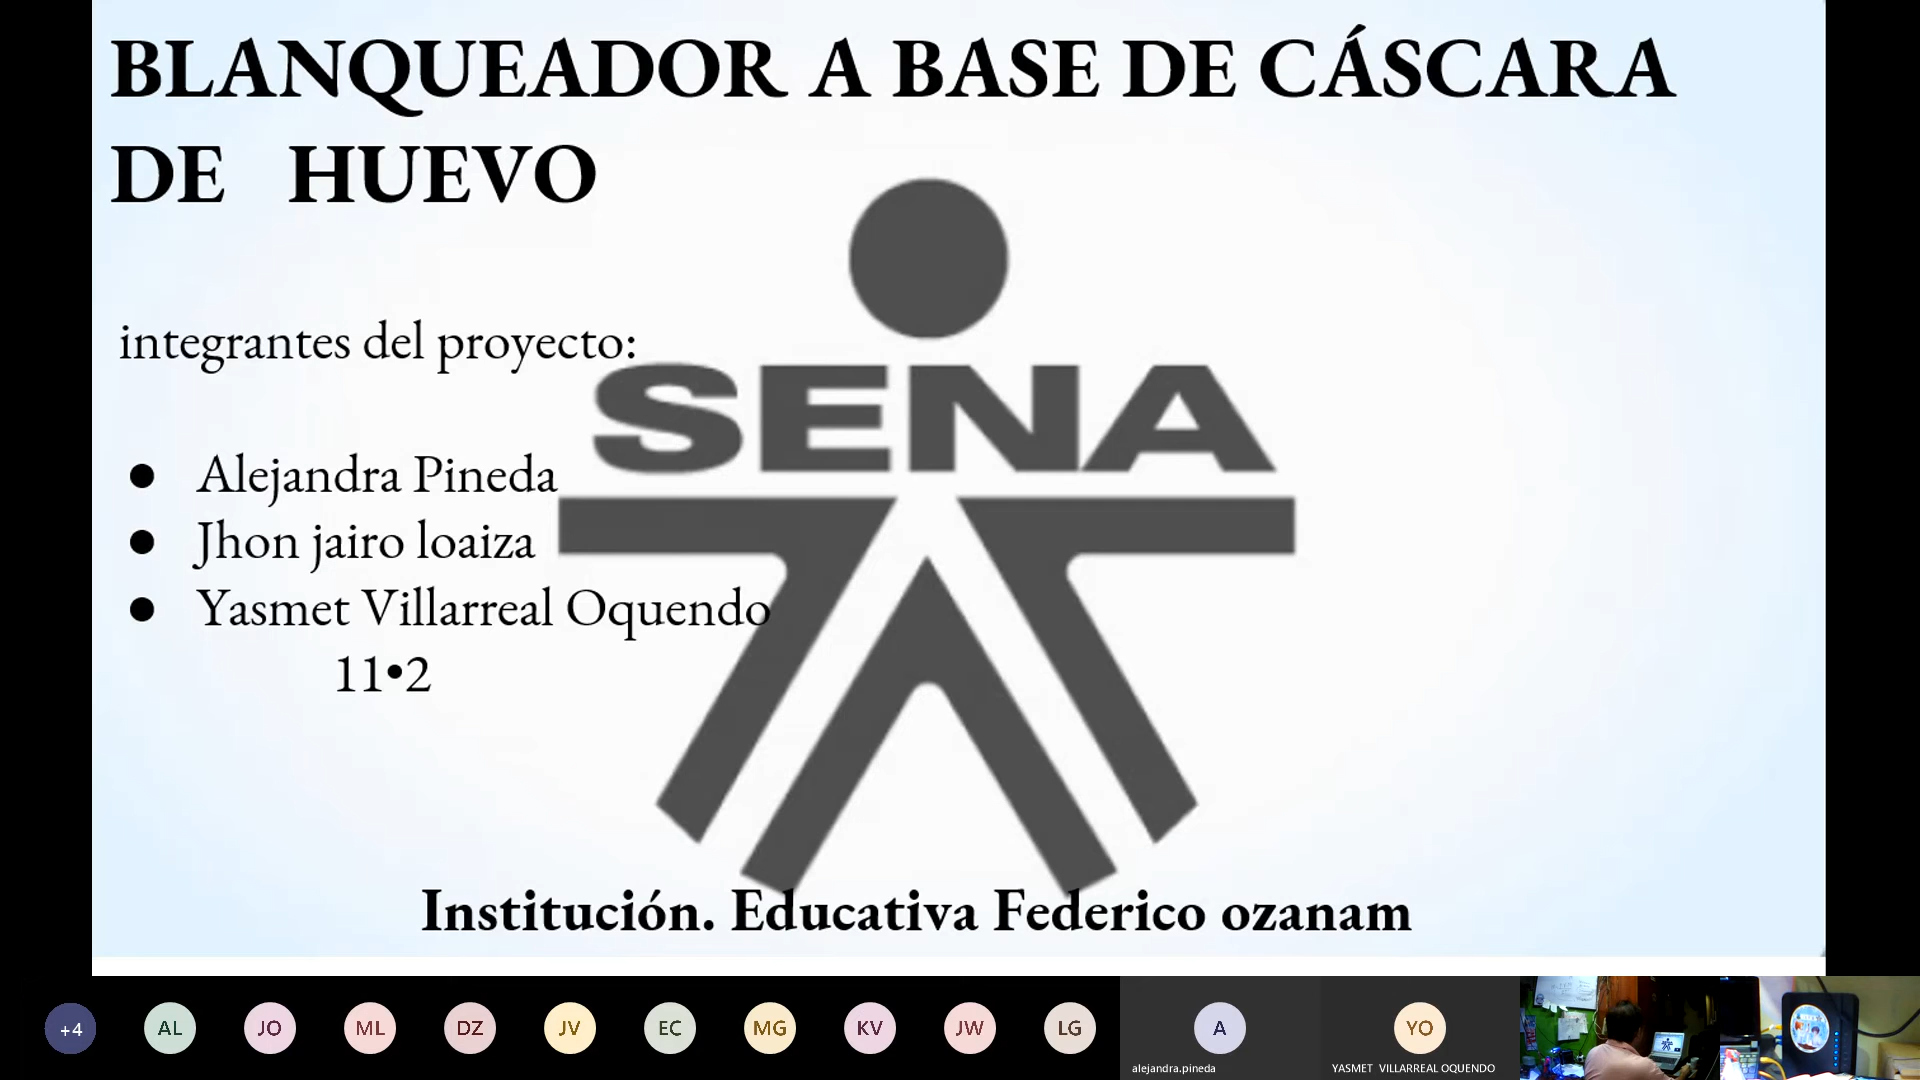 BLANQUEADOR A BASE DE CÁSCARA
DE HUEVO
integrantes del proyecto:
SENA
● Alejandra Pineda
● Jhon jairo loaiza
● Yasmet Villarreal Oquendo
11•2
Institución. Educativa Federico ozanam
+4 AL JO ML DZ JV EC MG KV JW LG A YO
alejandra.pineda YASMET VILLARREAL OQUENDO